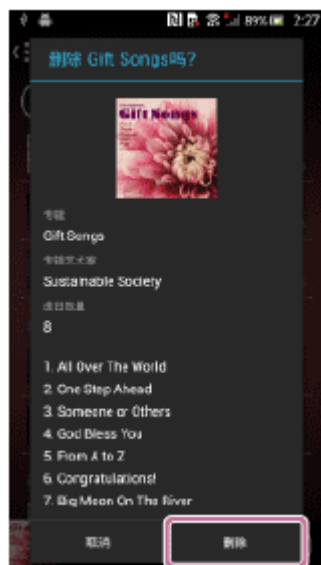 89% 2:27
删除 Gift Songs吗?
Gift Songs
专辑
Gift Songs
专辑艺术家
Sustainable Society
曲目数量
8
1. All Over The World
2. One Step Ahead
3. Someone or Others
4. God Bless You
5. From A to Z
6. Congratulations!
7. Big Moon On The River
取消 删除